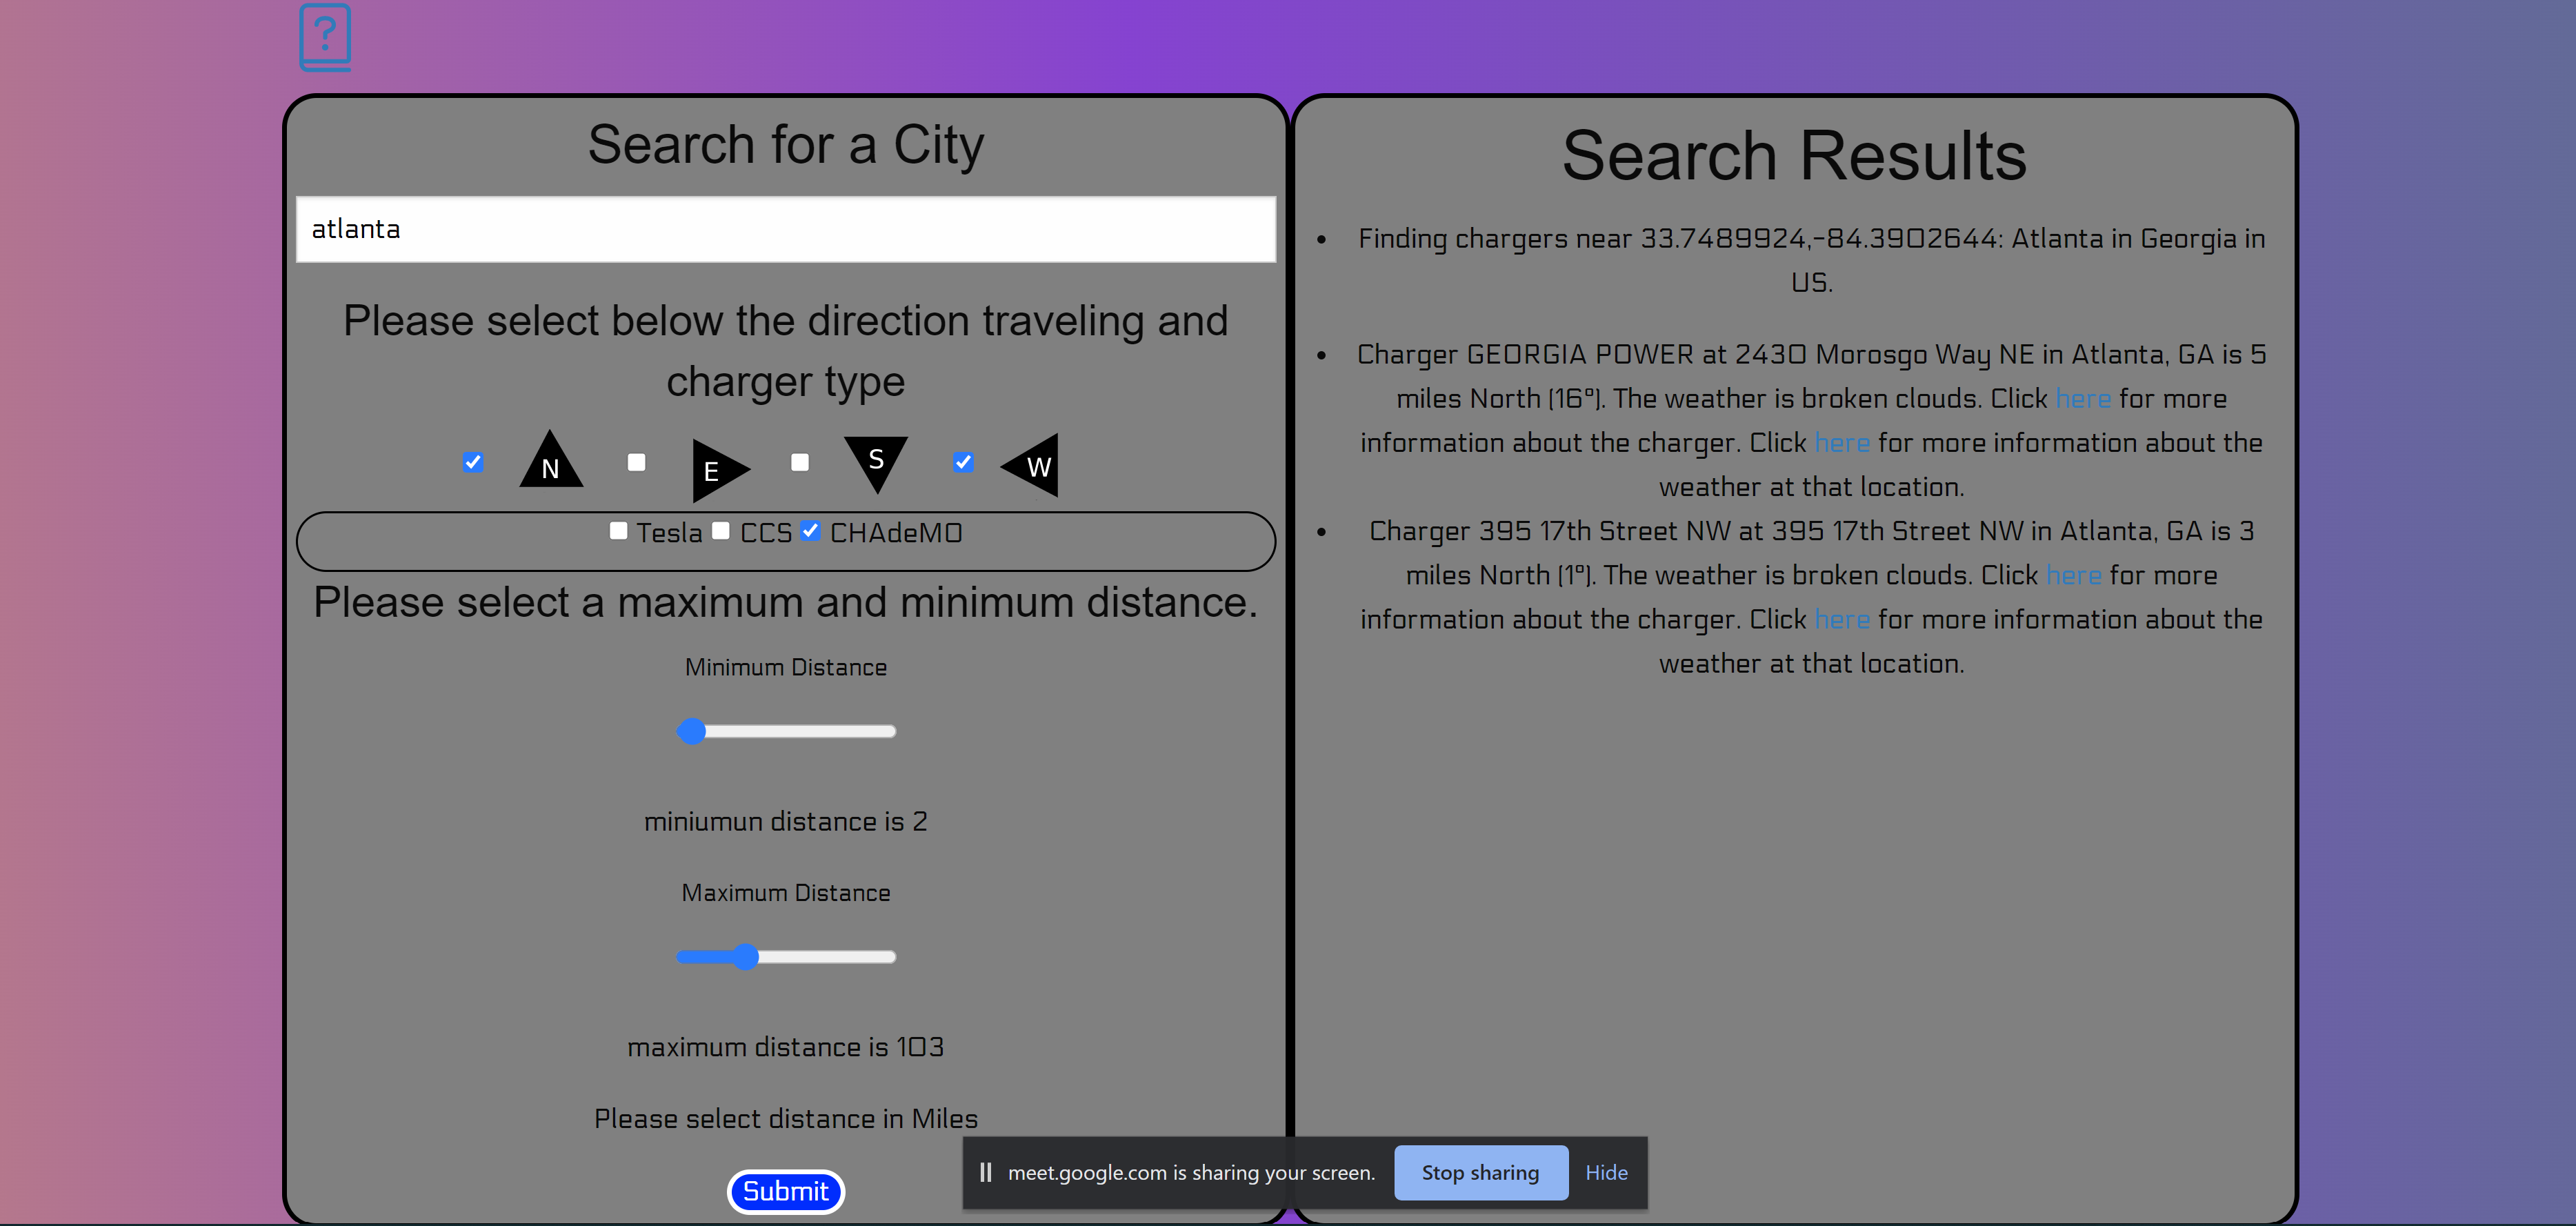 ?
Search for a City
atlanta
Please select below the direction traveling and
charger type
N E S W
Tesla CCS CHAdeMO
Please select a maximum and minimum distance.
Minimum Distance
miniumun distance is 2
Maximum Distance
maximum distance is 103
Please select distance in Miles
Submit
Search Results
Finding chargers near 33.7489924,-84.3902644: Atlanta in Georgia in
US.
Charger GEORGIA POWER at 2430 Morosgo Way NE in Atlanta, GA is 5
miles North (16°). The weather is broken clouds. Click here for more
information about the charger. Click here for more information about the
weather at that location.
Charger 395 17th Street NW at 395 17th Street NW in Atlanta, GA is 3
miles North (1°). The weather is broken clouds. Click here for more
information about the charger. Click here for more information about the
weather at that location.
meet.google.com is sharing your screen. Stop sharing Hide